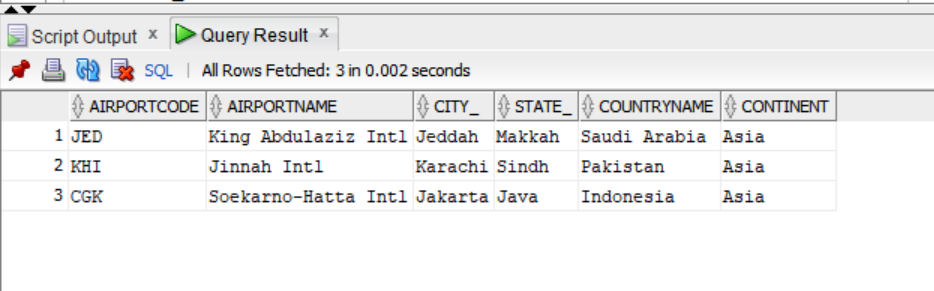 Script Output × Query Result ×
SQL | All Rows Fetched: 3 in 0.002 seconds
AIRPORTCODE AIRPORTNAME CITY_ STATE_ COUNTRYNAME CONTINENT
1 JED King Abdulaziz Intl Jeddah Makkah Saudi Arabia Asia
2 KHI Jinnah Intl Karachi Sindh Pakistan Asia
3 CGK Soekarno-Hatta Intl Jakarta Java Indonesia Asia